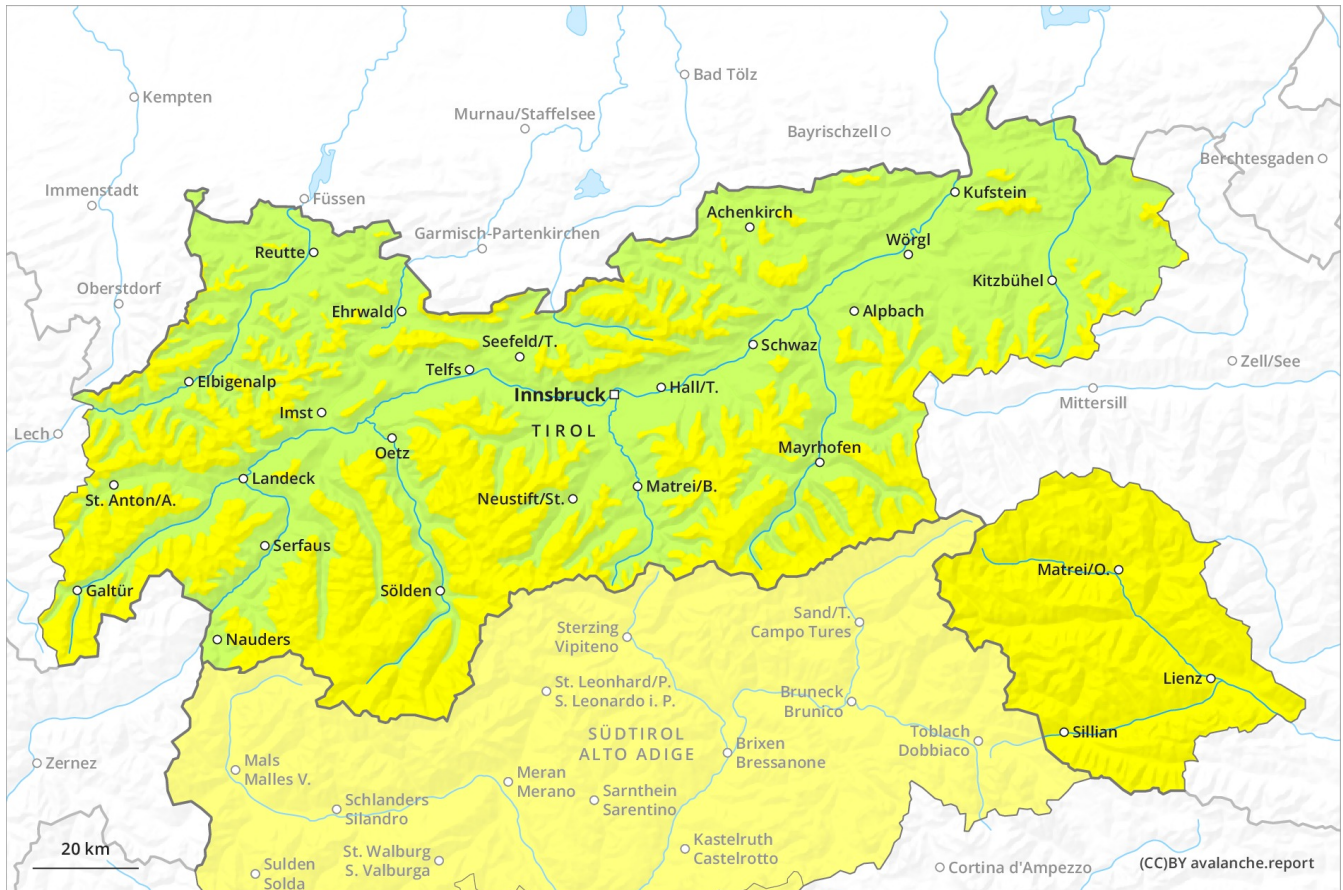 Kempten
Bad Tölz
Murnau/Staffelsee
Bayrischzell
Berchtesgaden
Immenstadt
Füssen
Kufstein
Achenkirch
Garmisch-Partenkirchen
Reutte
Wörgl
Oberstdorf
Kitzbühel
Ehrwald
Alpbach
Seefeld/T.
Schwaz
Telfs
Zell/See
Elbigenalp
Innsbruck
Hall/T.
Mittersill
Imst
TIROL
Lech
Oetz
Mayrhofen
Landeck
St. Anton/A.
Neustift/St.
Matrei/B.
Serfaus
Matrei/O.
Galtür
Sölden
Sand/T.
Campo Tures
Sterzing
Vipiteno
Nauders
Lienz
St. Leonhard/P.
S. Leonardo i. P.
Bruneck
Brunico
SÜDTIROL
ALTO ADIGE
Toblach
Dobbiaco
Sillian
Brixen
Bressanone
Zernez
Mals
Malles V.
Meran
Merano
Sarnthein
Sarentino
Schlanders
Silandro
20 km
St. Walburg
S. Valburga
Kastelruth
Castelrotto
Sulden
Solda
Cortina d'Ampezzo
(CC)BY avalanche.report